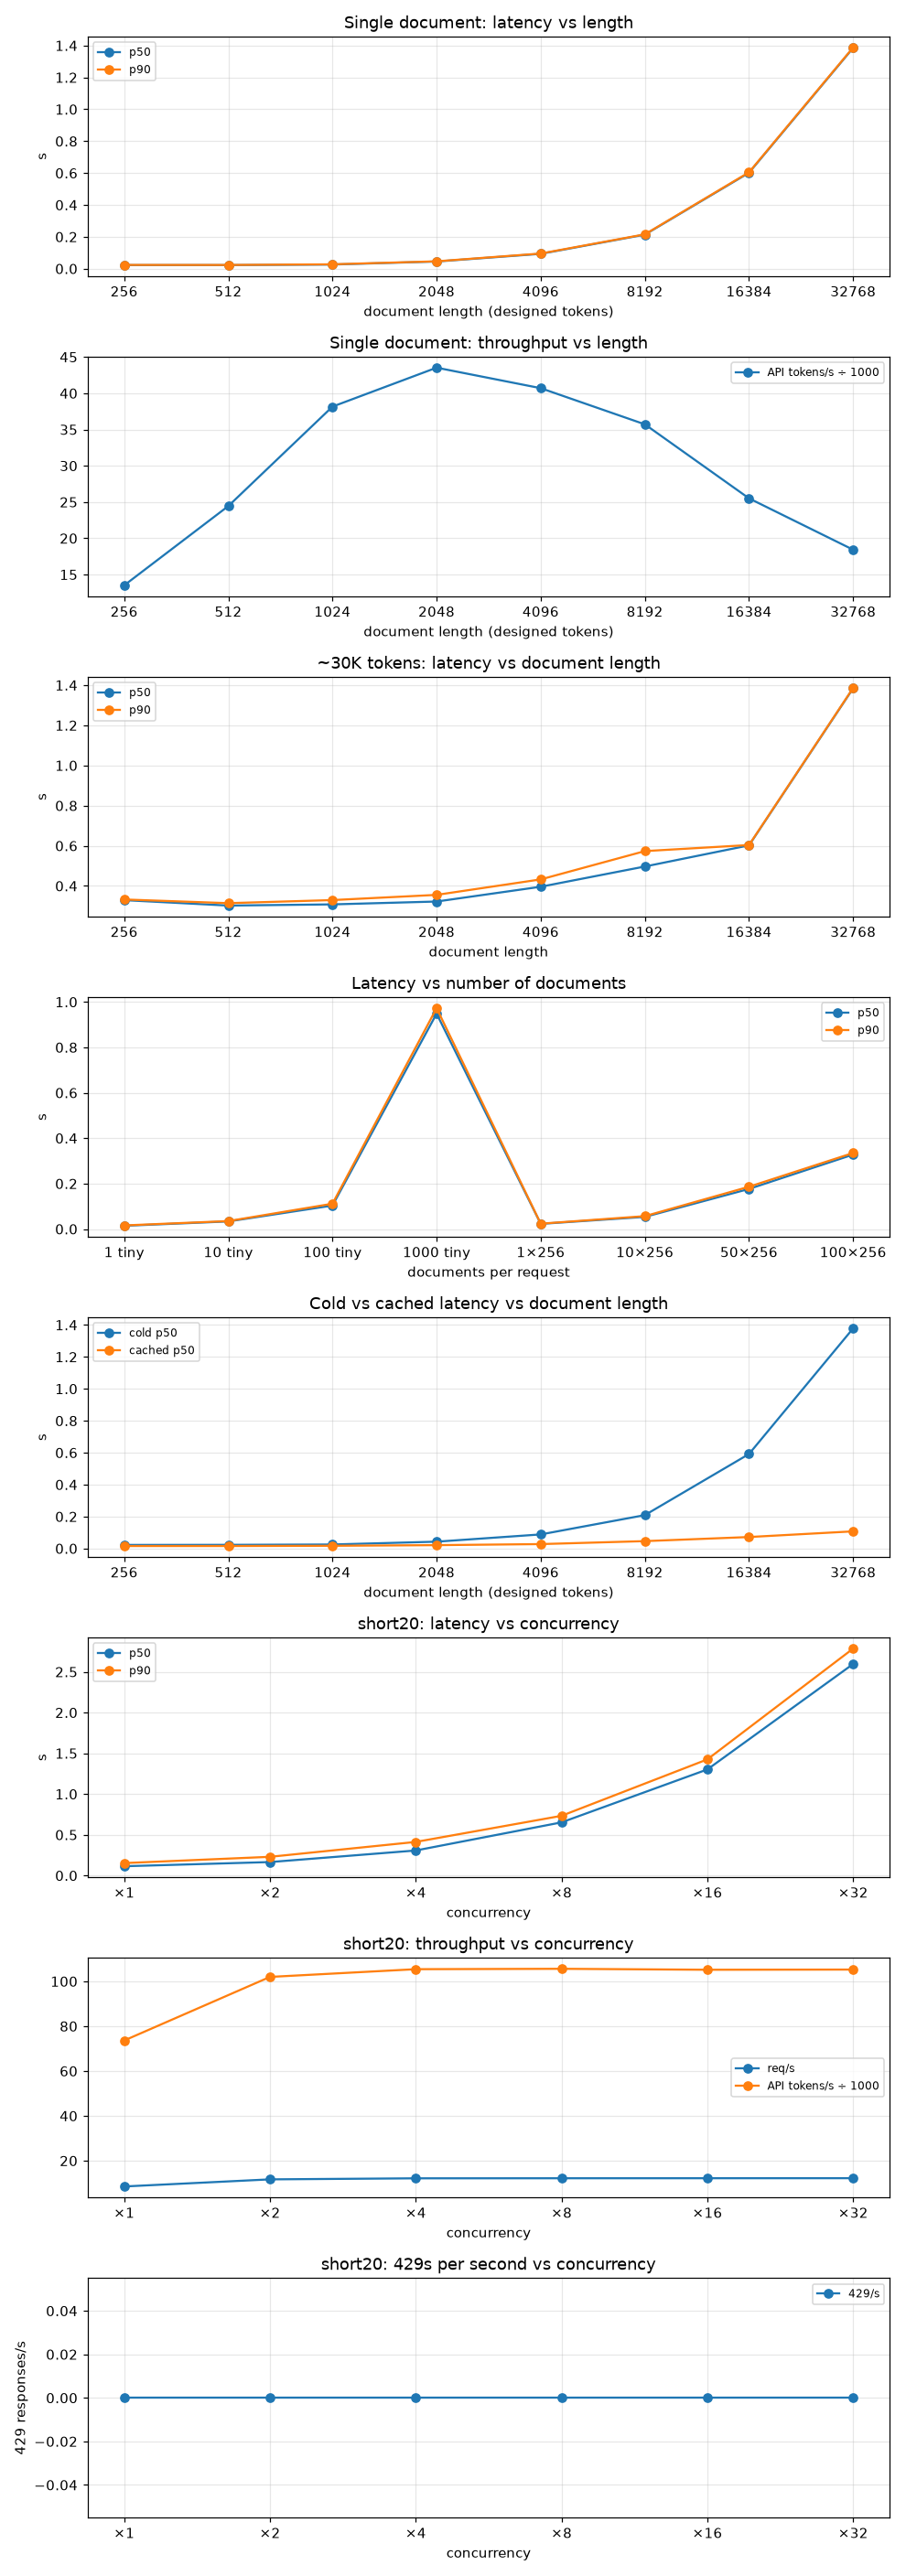 Single document: latency vs length
p50
p90
1.4
1.2
1.0
0.8
0.6
0.4
0.2
0.0
s
256 512 1024 2048 4096 8192 16384 32768
document length (designed tokens)
Single document: throughput vs length
API tokens/s ÷ 1000
45
40
35
30
25
20
15
256 512 1024 2048 4096 8192 16384 32768
document length (designed tokens)
~30K tokens: latency vs document length
p50
p90
1.4
1.2
1.0
0.8
0.6
0.4
s
256 512 1024 2048 4096 8192 16384 32768
document length
Latency vs number of documents
p50
p90
1.0
0.8
0.6
0.4
0.2
0.0
s
1 tiny 10 tiny 100 tiny 1000 tiny 1×256 10×256 50×256 100×256
documents per request
Cold vs cached latency vs document length
cold p50
cached p50
1.4
1.2
1.0
0.8
0.6
0.4
0.2
0.0
s
256 512 1024 2048 4096 8192 16384 32768
document length (designed tokens)
short20: latency vs concurrency
p50
p90
2.5
2.0
1.5
1.0
0.5
0.0
s
×1 ×2 ×4 ×8 ×16 ×32
concurrency
short20: throughput vs concurrency
100
80
60
40
20
req/s
API tokens/s ÷ 1000
×1 ×2 ×4 ×8 ×16 ×32
concurrency
short20: 429s per second vs concurrency
429/s
0.04
0.02
0.00
−0.02
−0.04
429 responses/s
×1 ×2 ×4 ×8 ×16 ×32
concurrency